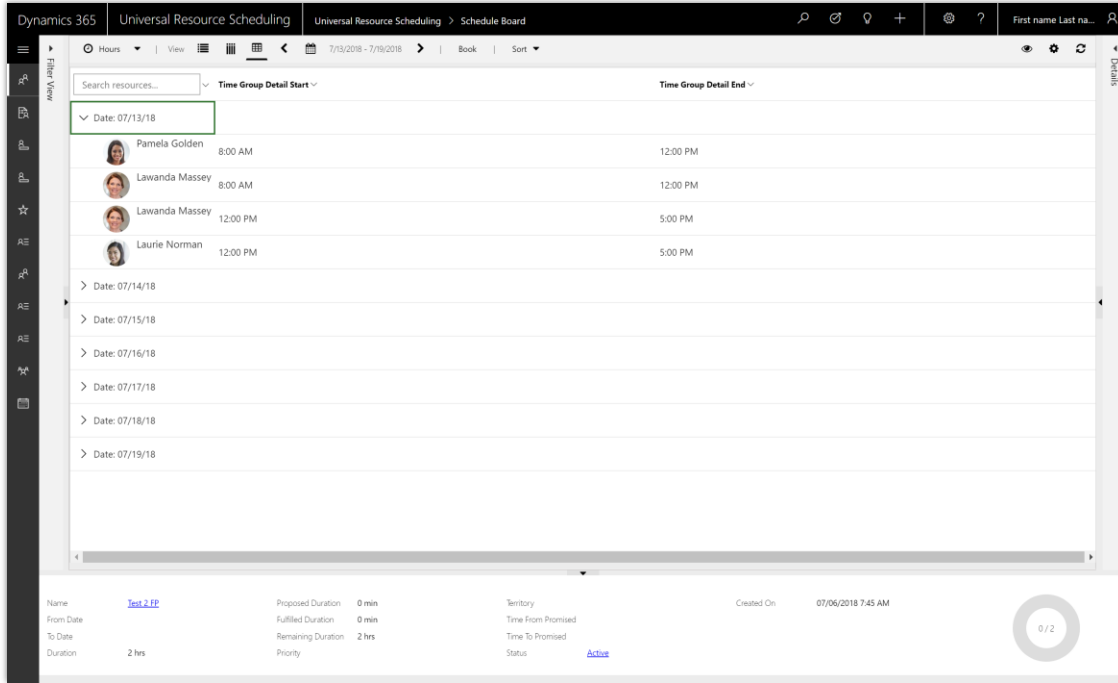 Dynamics 365 Universal Resource Scheduling Universal Resource Scheduling > Schedule Board First name Last na...
Hours | View 7/13/2018 - 7/19/2018 | Book | Sort
Filter View
Details
Search resources... Time Group Detail Start Time Group Detail End
Date: 07/13/18
Pamela Golden 8:00 AM 12:00 PM
Lawanda Massey 8:00 AM 12:00 PM
Lawanda Massey 12:00 PM 5:00 PM
Laurie Norman 12:00 PM 5:00 PM
Date: 07/14/18
Date: 07/15/18
Date: 07/16/18
Date: 07/17/18
Date: 07/18/18
Date: 07/19/18
Name Test 2 FP Proposed Duration 0 min Territory Created On 07/06/2018 7:45 AM
From Date Fulfilled Duration 0 min Time From Promised
To Date Remaining Duration 2 hrs Time To Promised
Duration 2 hrs Priority Status Active
0 / 2